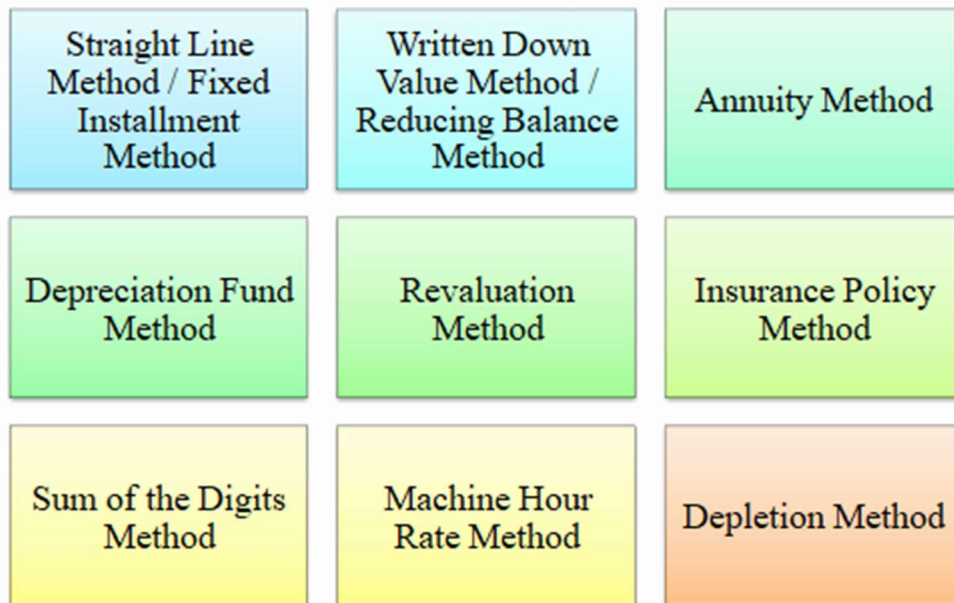 Straight Line
Method / Fixed
Installment
Method
Written Down
Value Method /
Reducing Balance
Method
Annuity Method
Depreciation Fund
Method
Revaluation
Method
Insurance Policy
Method
Sum of the Digits
Method
Machine Hour
Rate Method
Depletion Method